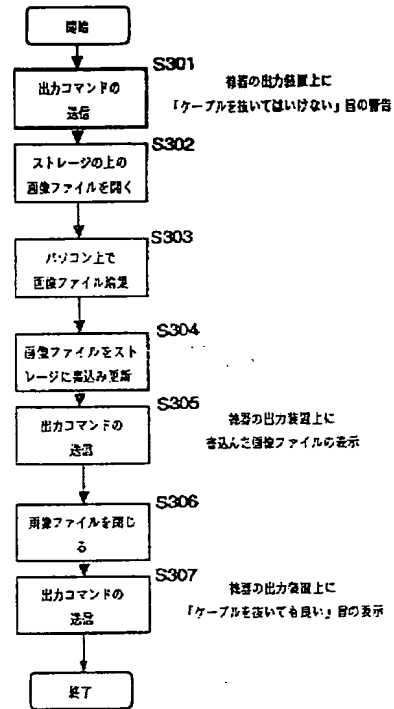 開始
S301
出力コマンドの
送信
機器の出力装置上に
「ケーブルを抜いてはいけない」旨の警告
S302
ストレージの上の
画像ファイルを開く
S303
パソコン上で
画像ファイル編集
S304
画像ファイルをスト
レージに書込み更新
S305
出力コマンドの
送信
機器の出力装置上に
書込んだ画像ファイルの表示
S306
画像ファイルを閉じ
る
S307
出力コマンドの
送信
機器の出力装置上に
「ケーブルを抜いても良い」旨の表示
終了